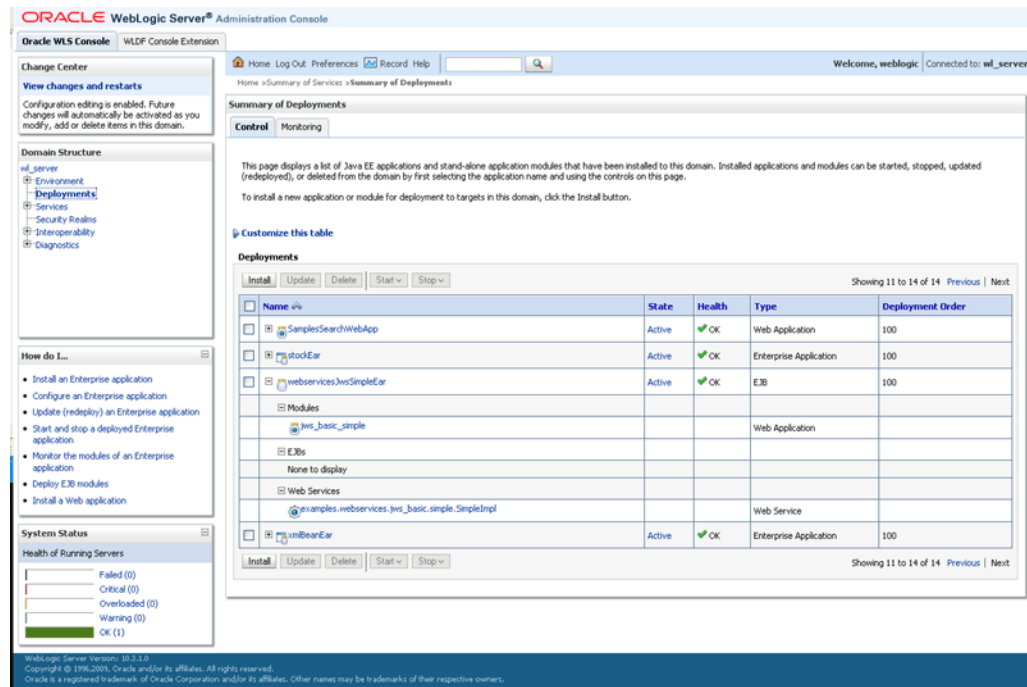 ORACLE WebLogic Server® Administration Console
Oracle WLS Console WLDF Console Extension
Change Center
View changes and restarts
Configuration editing is enabled. Future
changes will automatically be activated as you
modify, add or delete items in this domain.
Domain Structure
wl_server
Environment
Deployments
Services
Security Realms
Interoperability
Diagnostics
How do I...
Install an Enterprise application
Configure an Enterprise application
Update (redeploy) an Enterprise application
Start and stop a deployed Enterprise
application
Monitor the modules of an Enterprise
application
Deploy EJB modules
Install a Web application
System Status
Health of Running Servers
Failed (0)
Critical (0)
Overloaded (0)
Warning (0)
OK (1)
Home Log Out Preferences Record Help
Welcome, weblogic Connected to: wl_server
Home >Summary of Services >Summary of Deployments
Summary of Deployments
Control Monitoring
This page displays a list of Java EE applications and stand-alone application modules that have been installed to this domain. Installed applications and modules can be started, stopped, updated
(redeployed), or deleted from the domain by first selecting the application name and using the controls on this page.
To install a new application or module for deployment to targets in this domain, click the Install button.
Customize this table
Deployments
Install Update Delete Start Stop Showing 11 to 14 of 14 Previous | Next
Name State Health Type Deployment Order
SamplesSearchWebApp Active OK Web Application 100
stockEar Active OK Enterprise Application 100
webservicesJwsSimpleEar Active OK EJB 100
Modules
jws_basic_simple Web Application
EJBs
None to display
Web Services
examples.webservices.jws_basic.simple.SimpleImpl Web Service
xmlBeanEar Active OK Enterprise Application 100
Install Update Delete Start Stop Showing 11 to 14 of 14 Previous | Next
WebLogic Server Version: 10.3.1.0
Copyright © 1996,2009, Oracle and/or its affiliates. All rights reserved.
Oracle is a registered trademark of Oracle Corporation and/or its affiliates. Other names may be trademarks of their respective owners.